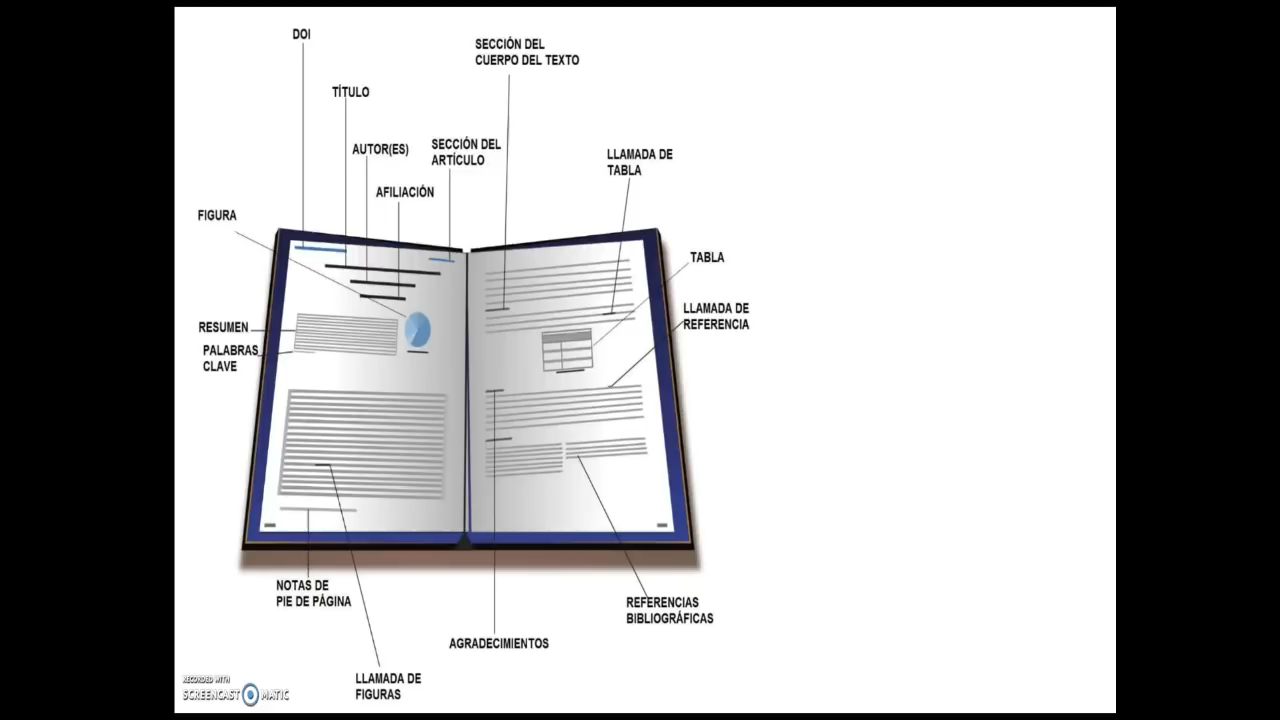 DOI
SECCIÓN DEL
CUERPO DEL TEXTO
TÍTULO
AUTOR(ES)
SECCIÓN DEL
ARTÍCULO
LLAMADA DE
TABLA
AFILIACIÓN
FIGURA
TABLA
LLAMADA DE
REFERENCIA
RESUMEN
PALABRAS
CLAVE
NOTAS DE
PIE DE PÁGINA
REFERENCIAS
BIBLIOGRÁFICAS
AGRADECIMIENTOS
LLAMADA DE
FIGURAS
RECORDED WITH
SCREENCAST MATIC